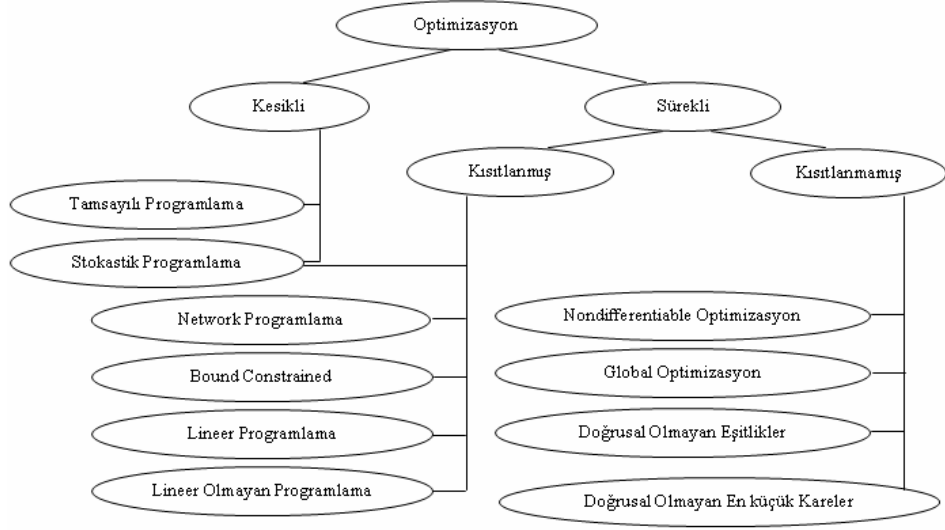 Optimizasyon
Kesikli
Sürekli
Kısıtlanmış
Kısıtlanmamış
Tamsayılı Programlama
Stokastik Programlama
Network Programlama
Bound Constrained
Lineer Programlama
Lineer Olmayan Programlama
Nondifferentiable Optimizasyon
Global Optimizasyon
Doğrusal Olmayan Eşitlikler
Doğrusal Olmayan En küçük Kareler